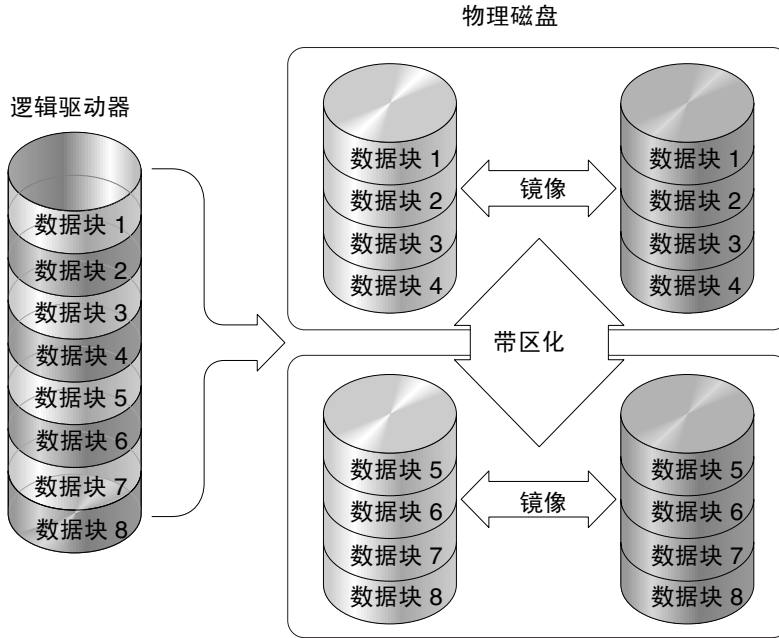 物理磁盘
逻辑驱动器
数据块 1
数据块 2
数据块 3
数据块 4
数据块 5
数据块 6
数据块 7
数据块 8
数据块 1
数据块 2
数据块 3
数据块 4
镜像
数据块 1
数据块 2
数据块 3
数据块 4
带区化
数据块 5
数据块 6
数据块 7
数据块 8
镜像
数据块 5
数据块 6
数据块 7
数据块 8